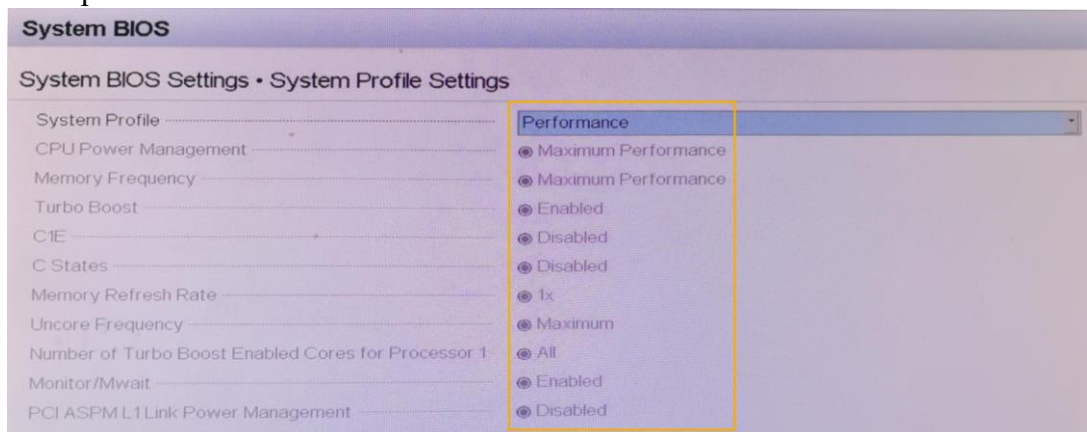 System BIOS
System BIOS Settings • System Profile Settings
System Profile Performance
CPU Power Management Maximum Performance
Memory Frequency Maximum Performance
Turbo Boost Enabled
C1E Disabled
C States Disabled
Memory Refresh Rate 1x
Uncore Frequency Maximum
Number of Turbo Boost Enabled Cores for Processor 1 All
Monitor/Mwait Enabled
PCI ASPM L1 Link Power Management Disabled